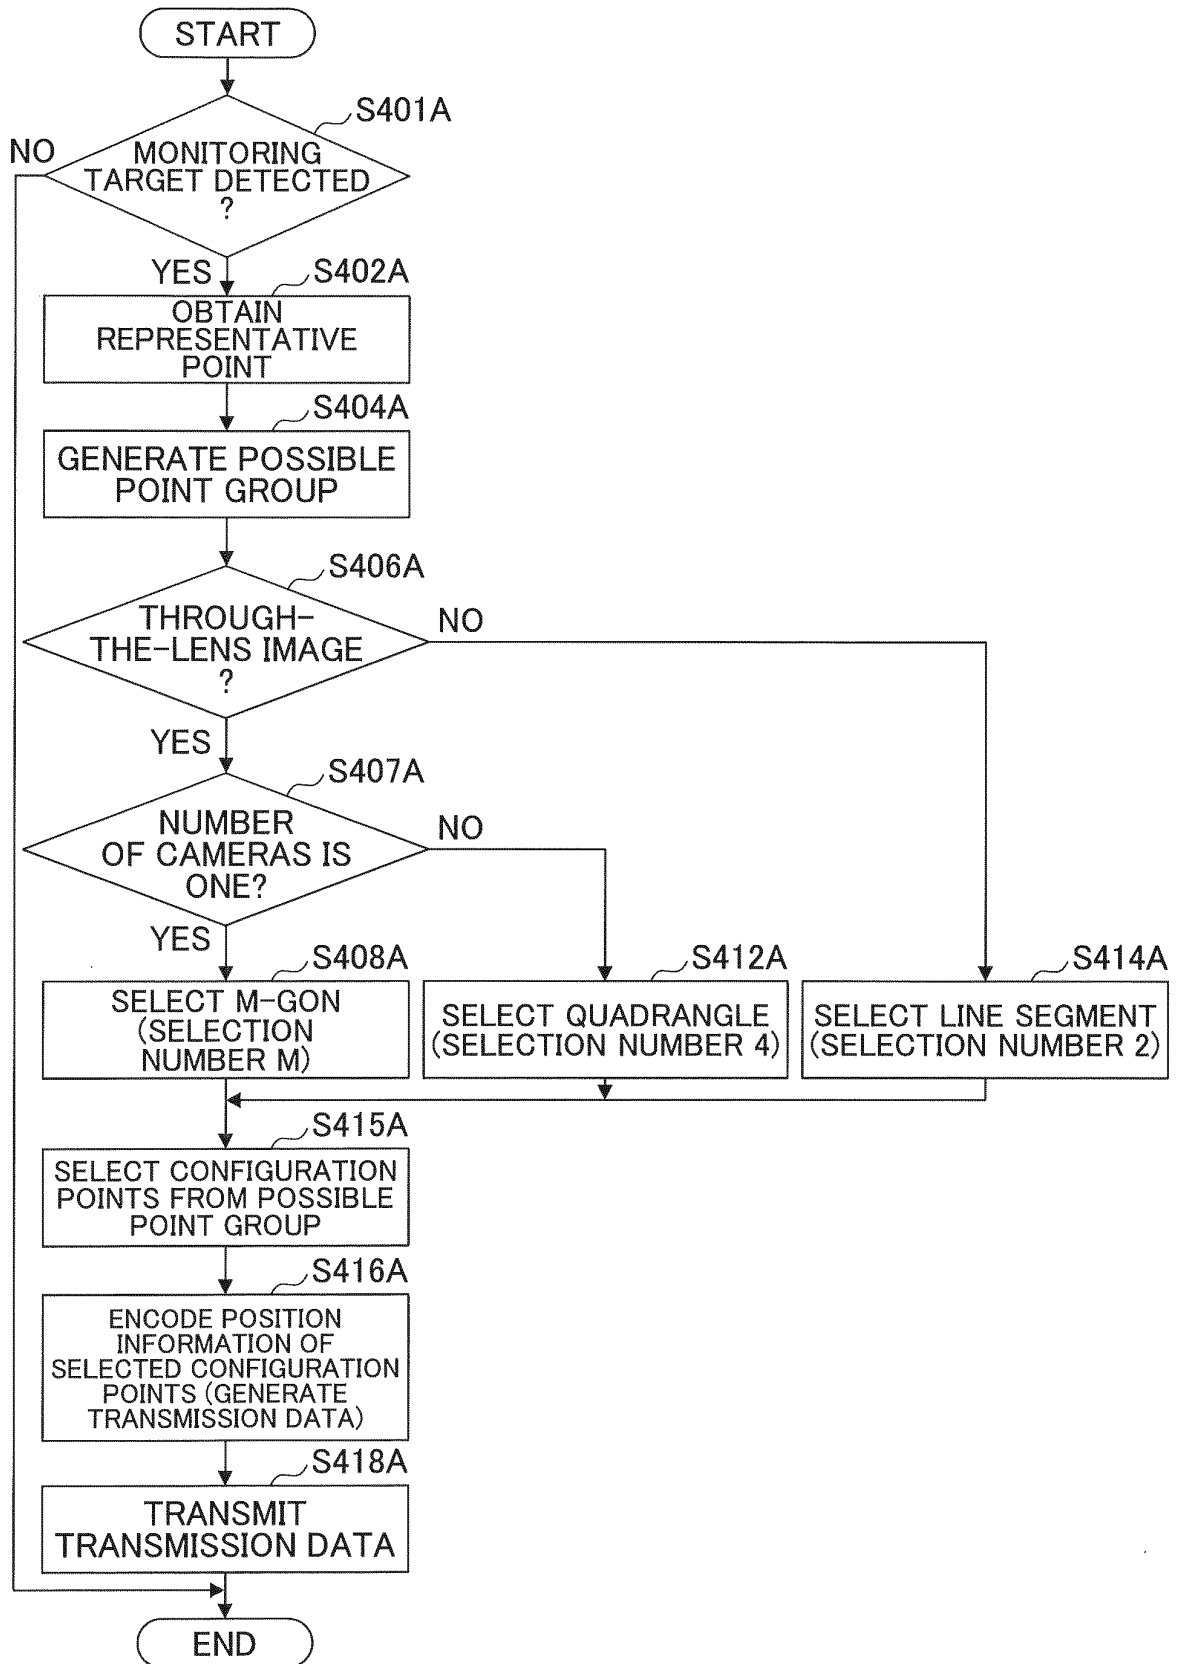 START
S401A
NO
MONITORING
TARGET DETECTED
?
YES
S402A
OBTAIN
REPRESENTATIVE
POINT
S404A
GENERATE POSSIBLE
POINT GROUP
S406A
THROUGH-
THE-LENS IMAGE
?
NO
YES
S407A
NUMBER
OF CAMERAS IS
ONE?
NO
YES
S408A
SELECT M-GON
(SELECTION
NUMBER M)
S412A
SELECT QUADRANGLE
(SELECTION NUMBER 4)
S414A
SELECT LINE SEGMENT
(SELECTION NUMBER 2)
S415A
SELECT CONFIGURATION
POINTS FROM POSSIBLE
POINT GROUP
S416A
ENCODE POSITION
INFORMATION OF
SELECTED CONFIGURATION
POINTS (GENERATE
TRANSMISSION DATA)
S418A
TRANSMIT
TRANSMISSION DATA
END